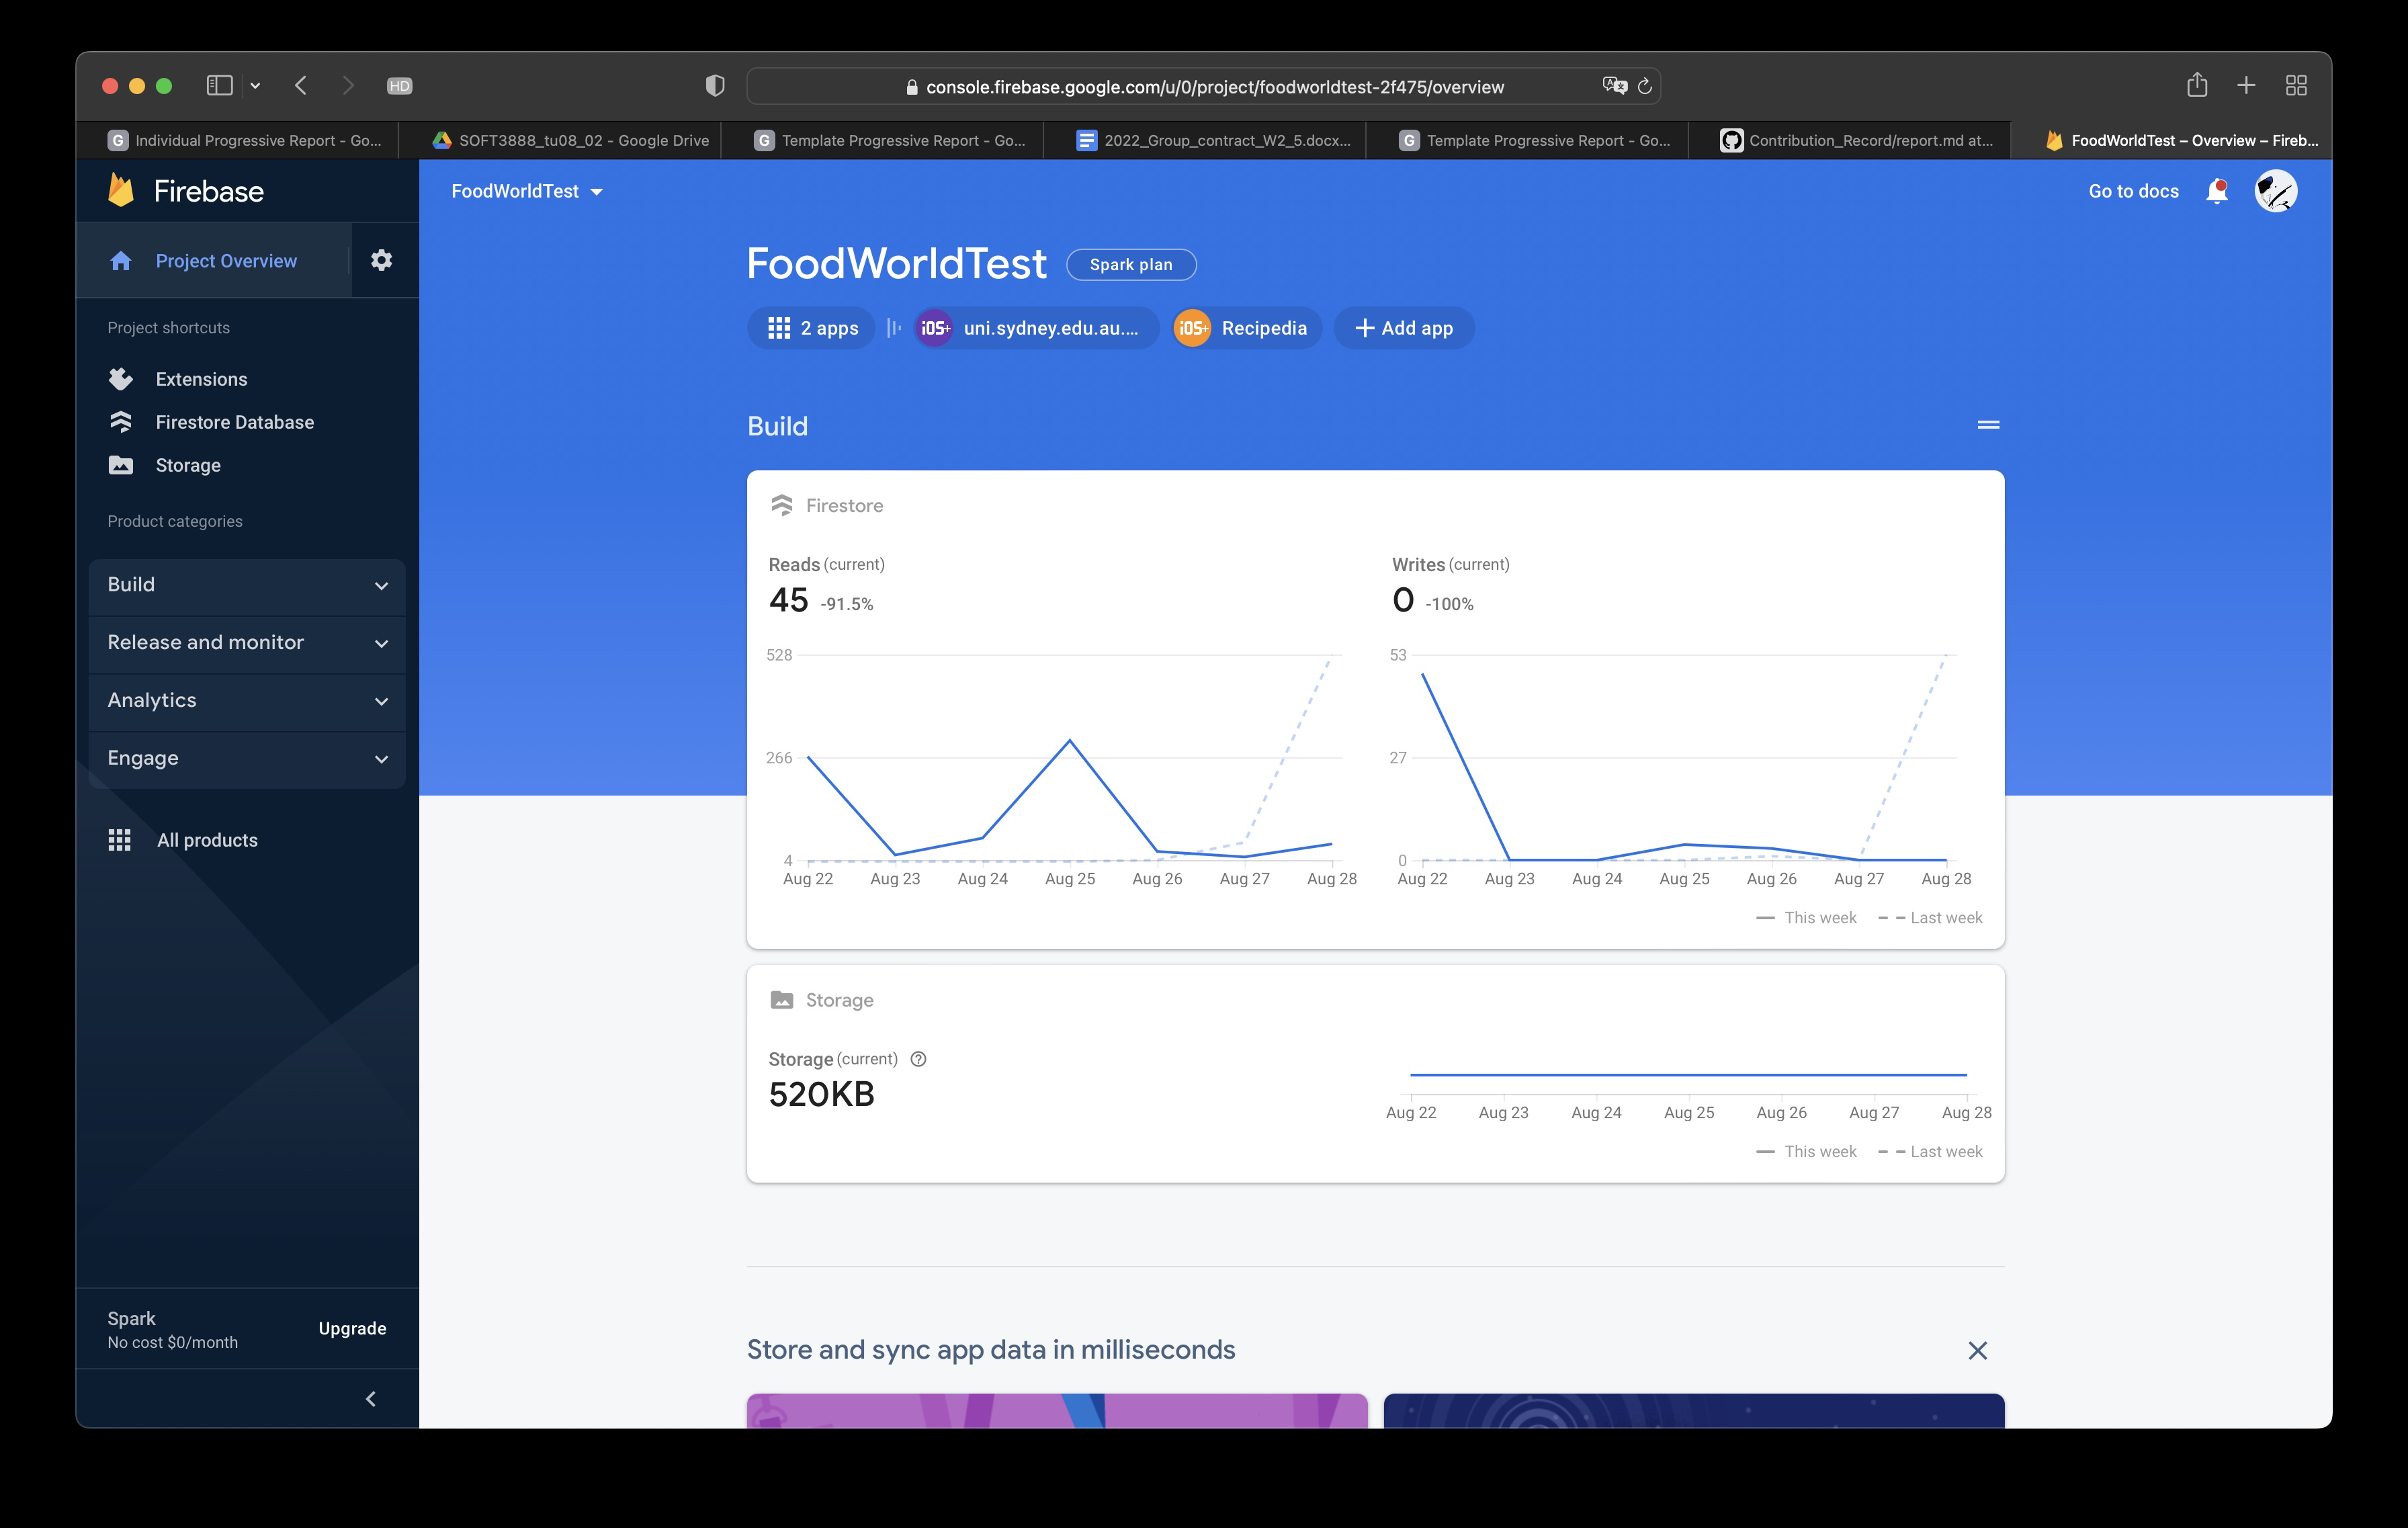 HD
console.firebase.google.com/u/0/project/foodworldtest-2f475/overview
Individual Progressive Report - Go...
SOFT3888_tu08_02 - Google Drive
Template Progressive Report - Go...
2022_Group_contract_W2_5.docx...
Template Progressive Report - Go...
Contribution_Record/report.md at...
FoodWorldTest – Overview – Fireb...
Firebase
Project Overview
Project shortcuts
Extensions
Firestore Database
Storage
Product categories
Build
Release and monitor
Analytics
Engage
All products
Spark
No cost $0/month
Upgrade
FoodWorldTest
Go to docs
FoodWorldTest
Spark plan
2 apps
iOS+
uni.sydney.edu.au....
iOS+
Recipedia
Add app
Build
Firestore
Reads (current)
45 -91.5%
528
266
4
Aug 22 Aug 23 Aug 24 Aug 25 Aug 26 Aug 27 Aug 28
Writes (current)
0 -100%
53
27
0
Aug 22 Aug 23 Aug 24 Aug 25 Aug 26 Aug 27 Aug 28
This week Last week
Storage
Storage (current)
520KB
Aug 22 Aug 23 Aug 24 Aug 25 Aug 26 Aug 27 Aug 28
This week Last week
Store and sync app data in milliseconds